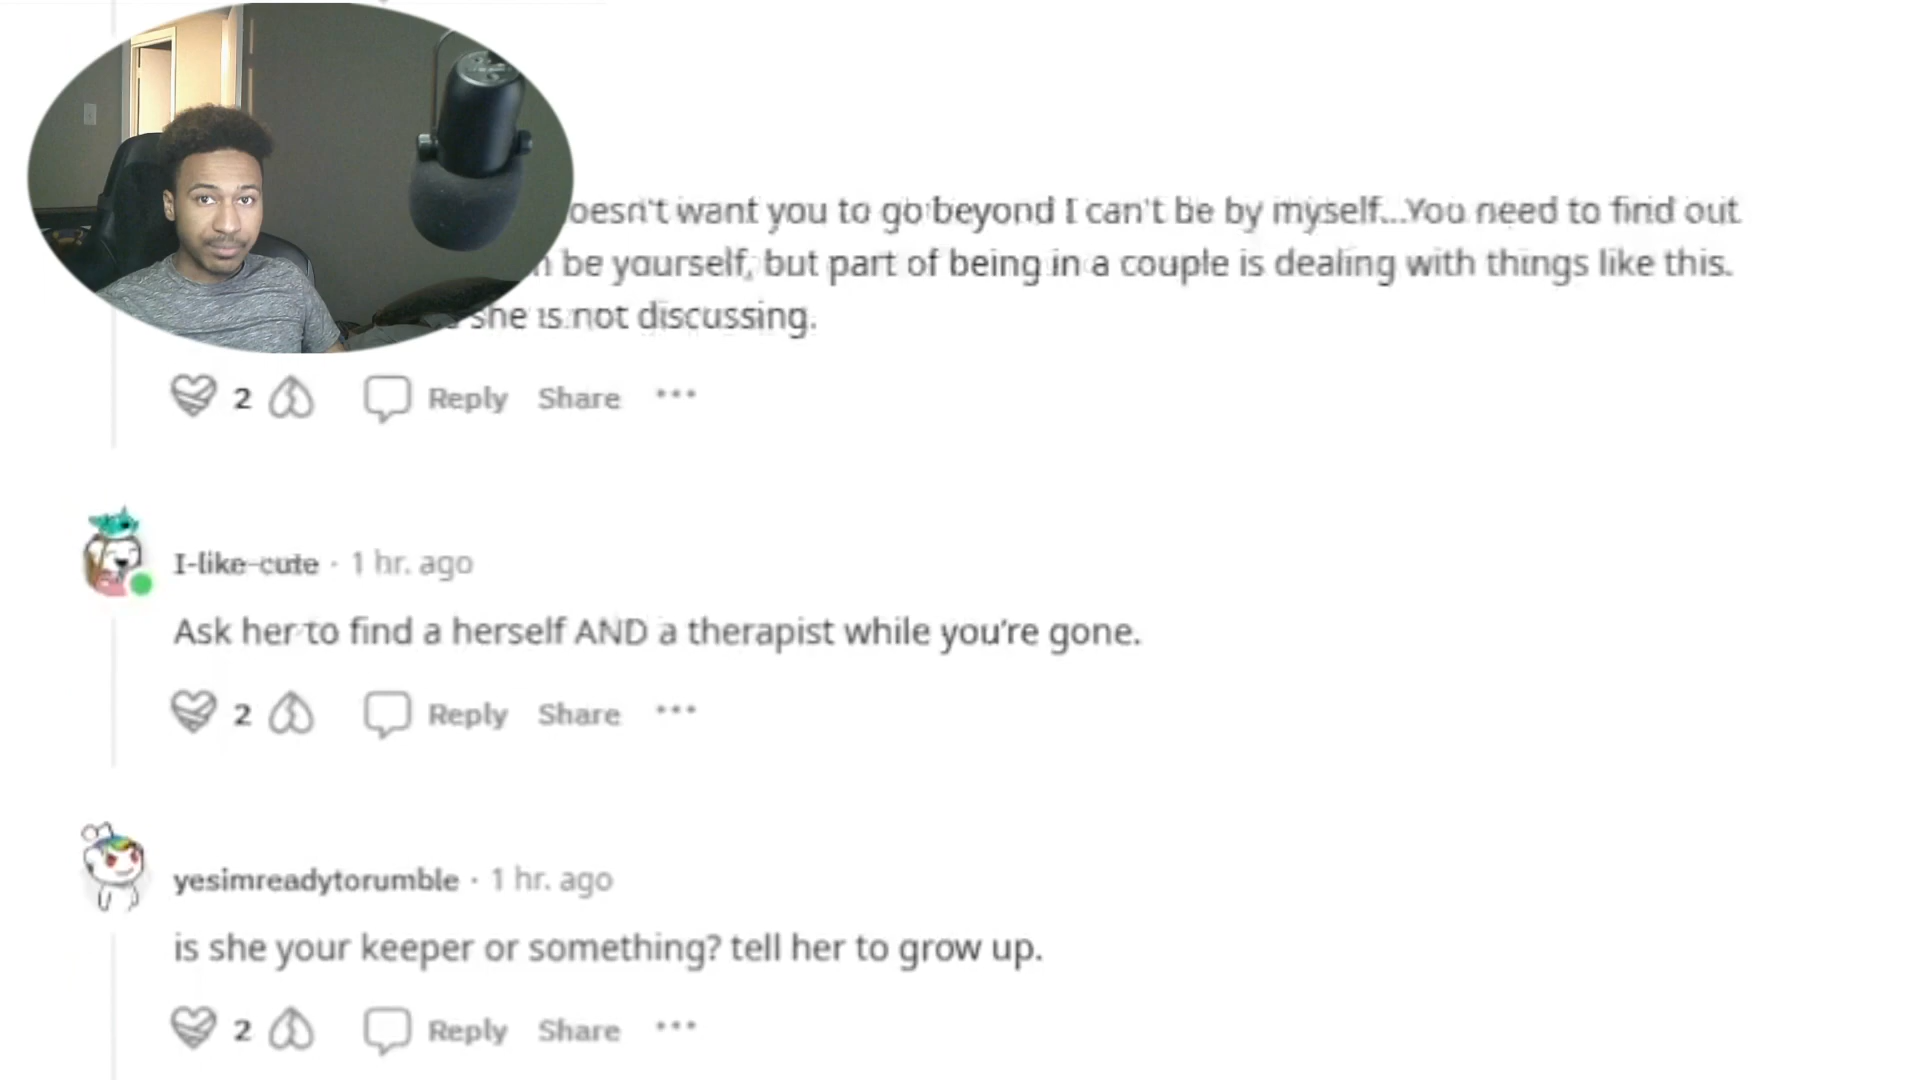 oesn't want you to go beyond I can't be by myself...You need to find out
be yourself, but part of being in a couple is dealing with things like this.
she is not discussing.
2 Reply Share ...
I-like-cute · 1 hr. ago
Ask her to find a herself AND a therapist while you're gone.
2 Reply Share ...
yesimreadytorumble · 1 hr. ago
is she your keeper or something? tell her to grow up.
2 Reply Share ...